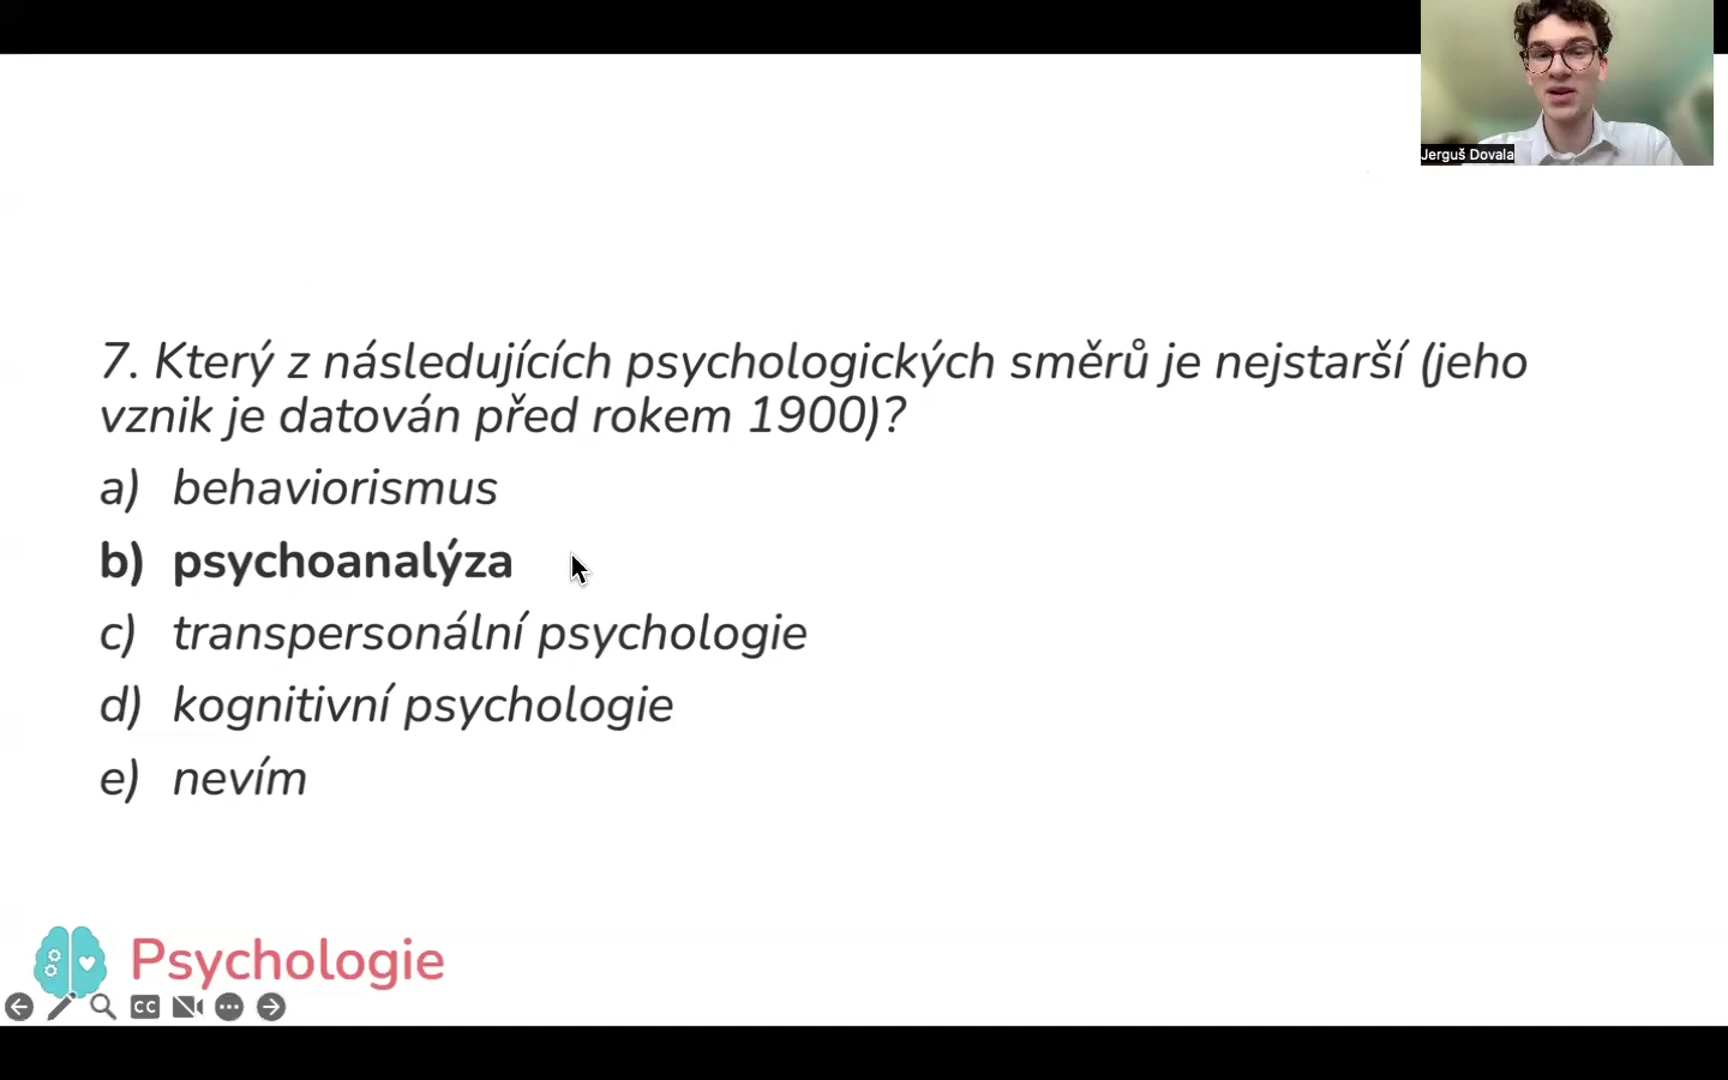 Jerguš Dovala
7. Který z následujících psychologických směrů je nejstarší (jeho
vznik je datován před rokem 1900)?
a) behaviorismus
b) psychoanalýza
c) transpersonální psychologie
d) kognitivní psychologie
e) nevím
Psychologie
CC